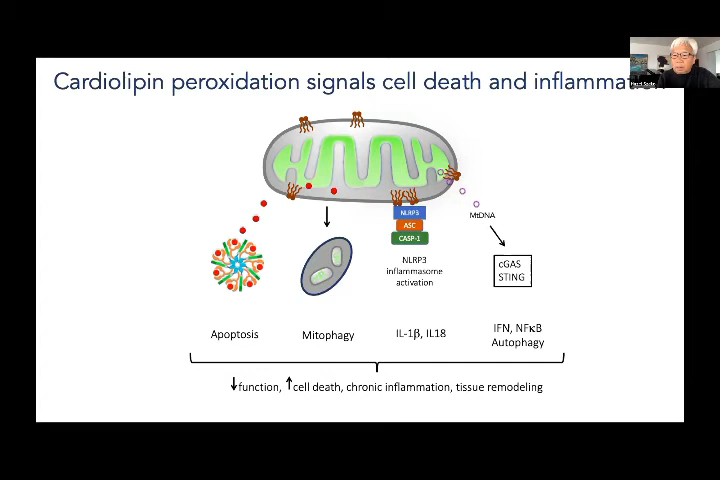 Cardiolipin peroxidation signals cell death and inflammat
MtDNA
NLRP3
ASC
CASP-1
NLRP3
inflammasome
activation
cGAS
STING
Apoptosis
Mitophagy
IL-1β, IL18
IFN, NFκB
Autophagy
↓function, ↑cell death, chronic inflammation, tissue remodeling